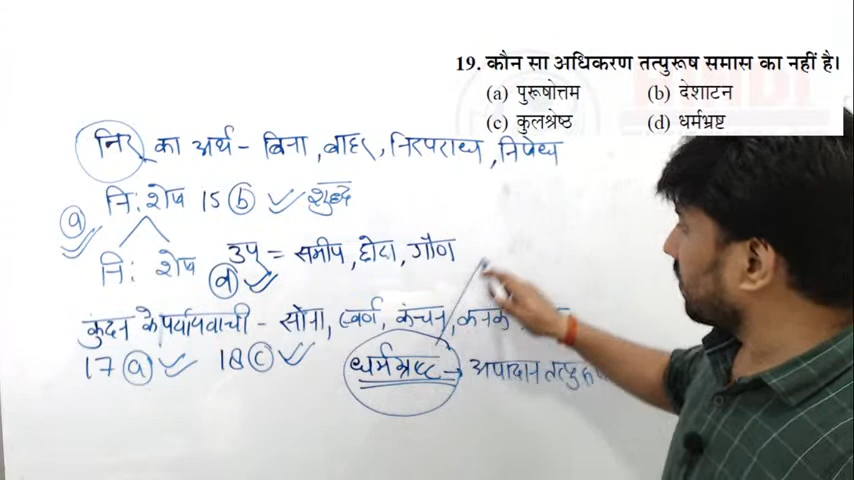 19. कौन सा अधिकरण तत्पुरूष समास का नहीं है।
(a) पुरूषोत्तम (b) देशाटन
(c) कुलश्रेष्ठ (d) धर्मभ्रष्ट
निर् का अर्थ - बिना, बाहर, निरपराध, निषेध
नि: शेष 15 (b) शुद्ध
(a)
नि: शेष (d) उप = समीप, छोटा, गौण
कुंदन के पर्यायवाची - सोना, स्वर्ण, कंचन, कनक
17 (a) 18 (c) धर्मभ्रष्ट → अपादान तत्पुरू